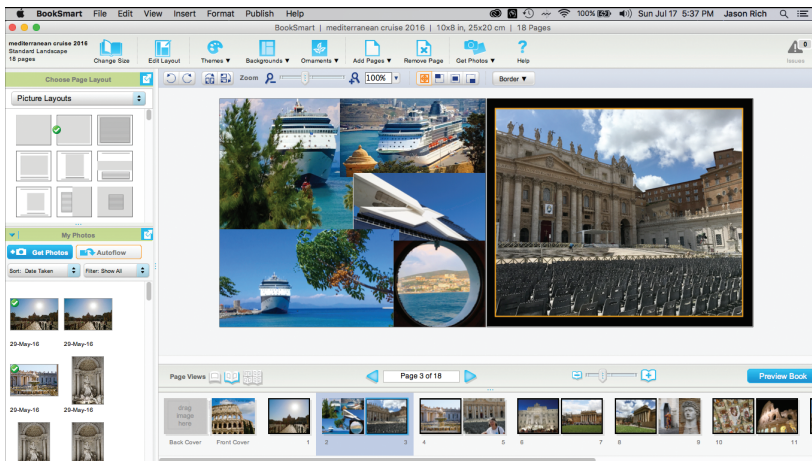 BookSmart File Edit View Insert Format Publish Help 100% Sun Jul 17 5:37 PM Jason Rich
BookSmart | mediterranean cruise 2016 | 10x8 in, 25x20 cm | 18 Pages
mediterranean cruise 2016
Standard Landscape
18 pages
Change Size Edit Layout Themes ▼ Backgrounds ▼ Ornaments ▼ Add Pages ▼ Remove Page Get Photos ▼ Help
0
Issues
Choose Page Layout
Zoom 100% ▼ Border ▼
Picture Layouts
My Photos
Get Photos Autoflow
Sort: Date Taken Filter: Show All
29-May-16 29-May-16
29-May-16 29-May-16
Page Views Page 3 of 18 Preview Book
drag
image
here
Back Cover Front Cover 1 2 3 4 5 6 7 8 9 10 11